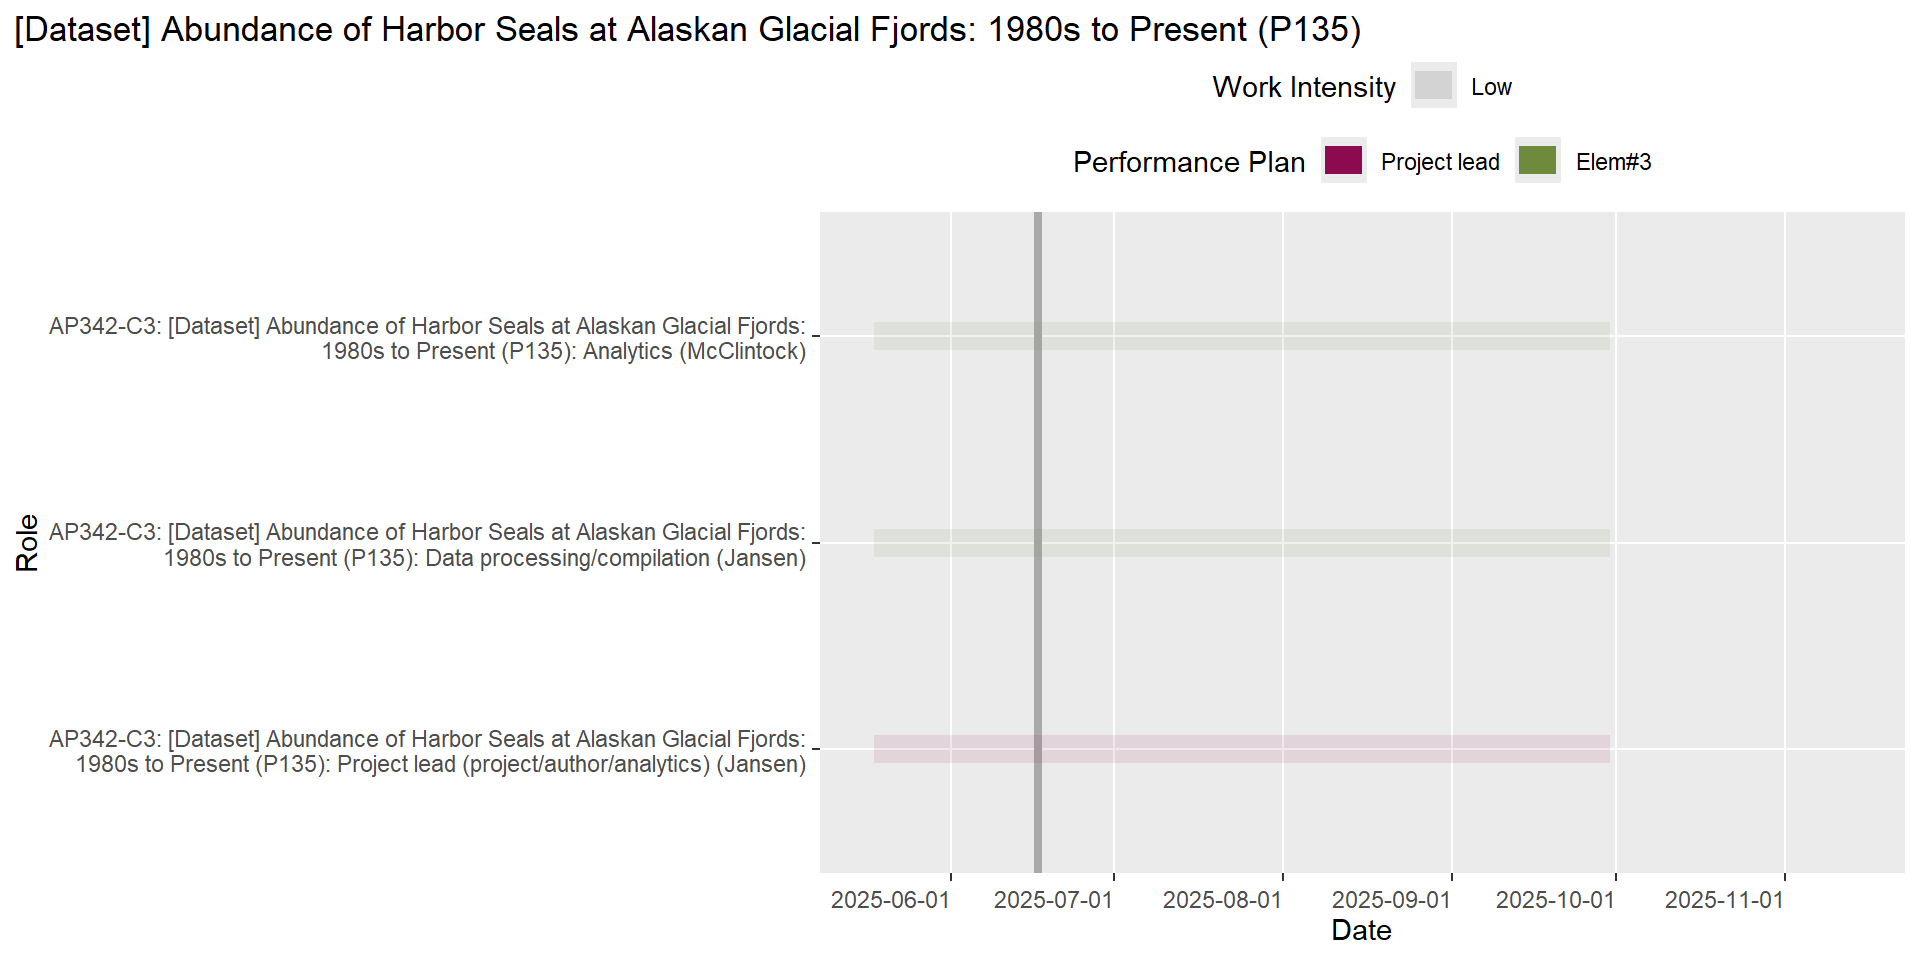 [Dataset] Abundance of Harbor Seals at Alaskan Glacial Fjords: 1980s to Present (P135)
Work Intensity Low
Performance Plan Project lead Elem#3
AP342-C3: [Dataset] Abundance of Harbor Seals at Alaskan Glacial Fjords:
1980s to Present (P135): Analytics (McClintock)
Role
AP342-C3: [Dataset] Abundance of Harbor Seals at Alaskan Glacial Fjords:
1980s to Present (P135): Data processing/compilation (Jansen)
AP342-C3: [Dataset] Abundance of Harbor Seals at Alaskan Glacial Fjords:
1980s to Present (P135): Project lead (project/author/analytics) (Jansen)
2025-06-01 2025-07-01 2025-08-01 2025-09-01 2025-10-01 2025-11-01
Date